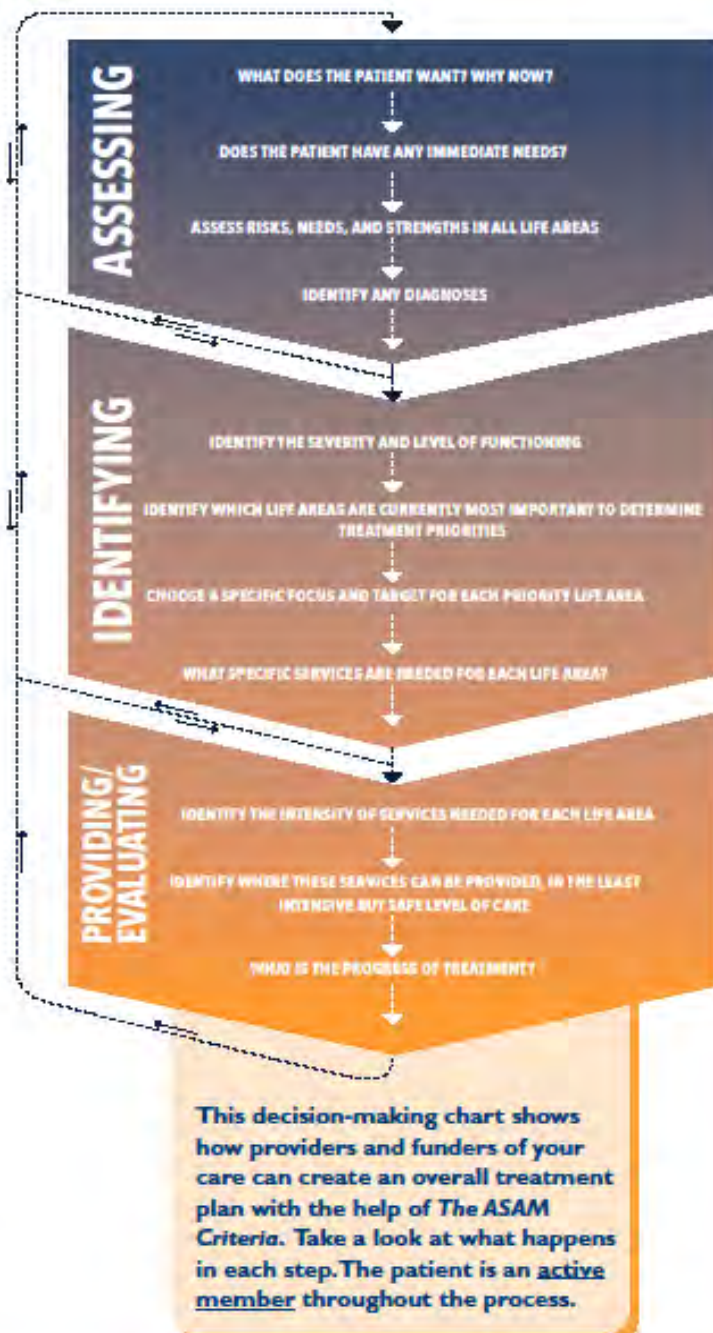 ASSESSING
WHAT DOES THE PATIENT WANT? WHY NOW?
DOES THE PATIENT HAVE ANY IMMEDIATE NEEDS?
ASSESS RISKS, NEEDS, AND STRENGTHS IN ALL LIFE AREAS
IDENTIFY ANY DIAGNOSES
IDENTIFYING
IDENTIFY THE SEVERITY AND LEVEL OF FUNCTIONING
IDENTIFY WHICH LIFE AREAS ARE CURRENTLY MOST IMPORTANT TO DETERMINE
TREATMENT PRIORITIES
CHOOSE A SPECIFIC FOCUS AND TARGET FOR EACH PRIORITY LIFE AREA
WHAT SPECIFIC SERVICES ARE NEEDED FOR EACH LIFE AREA?
PROVIDING/
EVALUATING
IDENTIFY THE INTENSITY OF SERVICES NEEDED FOR EACH LIFE AREA
IDENTIFY WHERE THESE SERVICES CAN BE PROVIDED, IN THE LEAST
INTENSIVE BUT SAFE LEVEL OF CARE
IS THE PROGRESS OF TREATMENT?
This decision-making chart shows
how providers and funders of your
care can create an overall treatment
plan with the help of The ASAM
Criteria. Take a look at what happens
in each step. The patient is an active
member throughout the process.